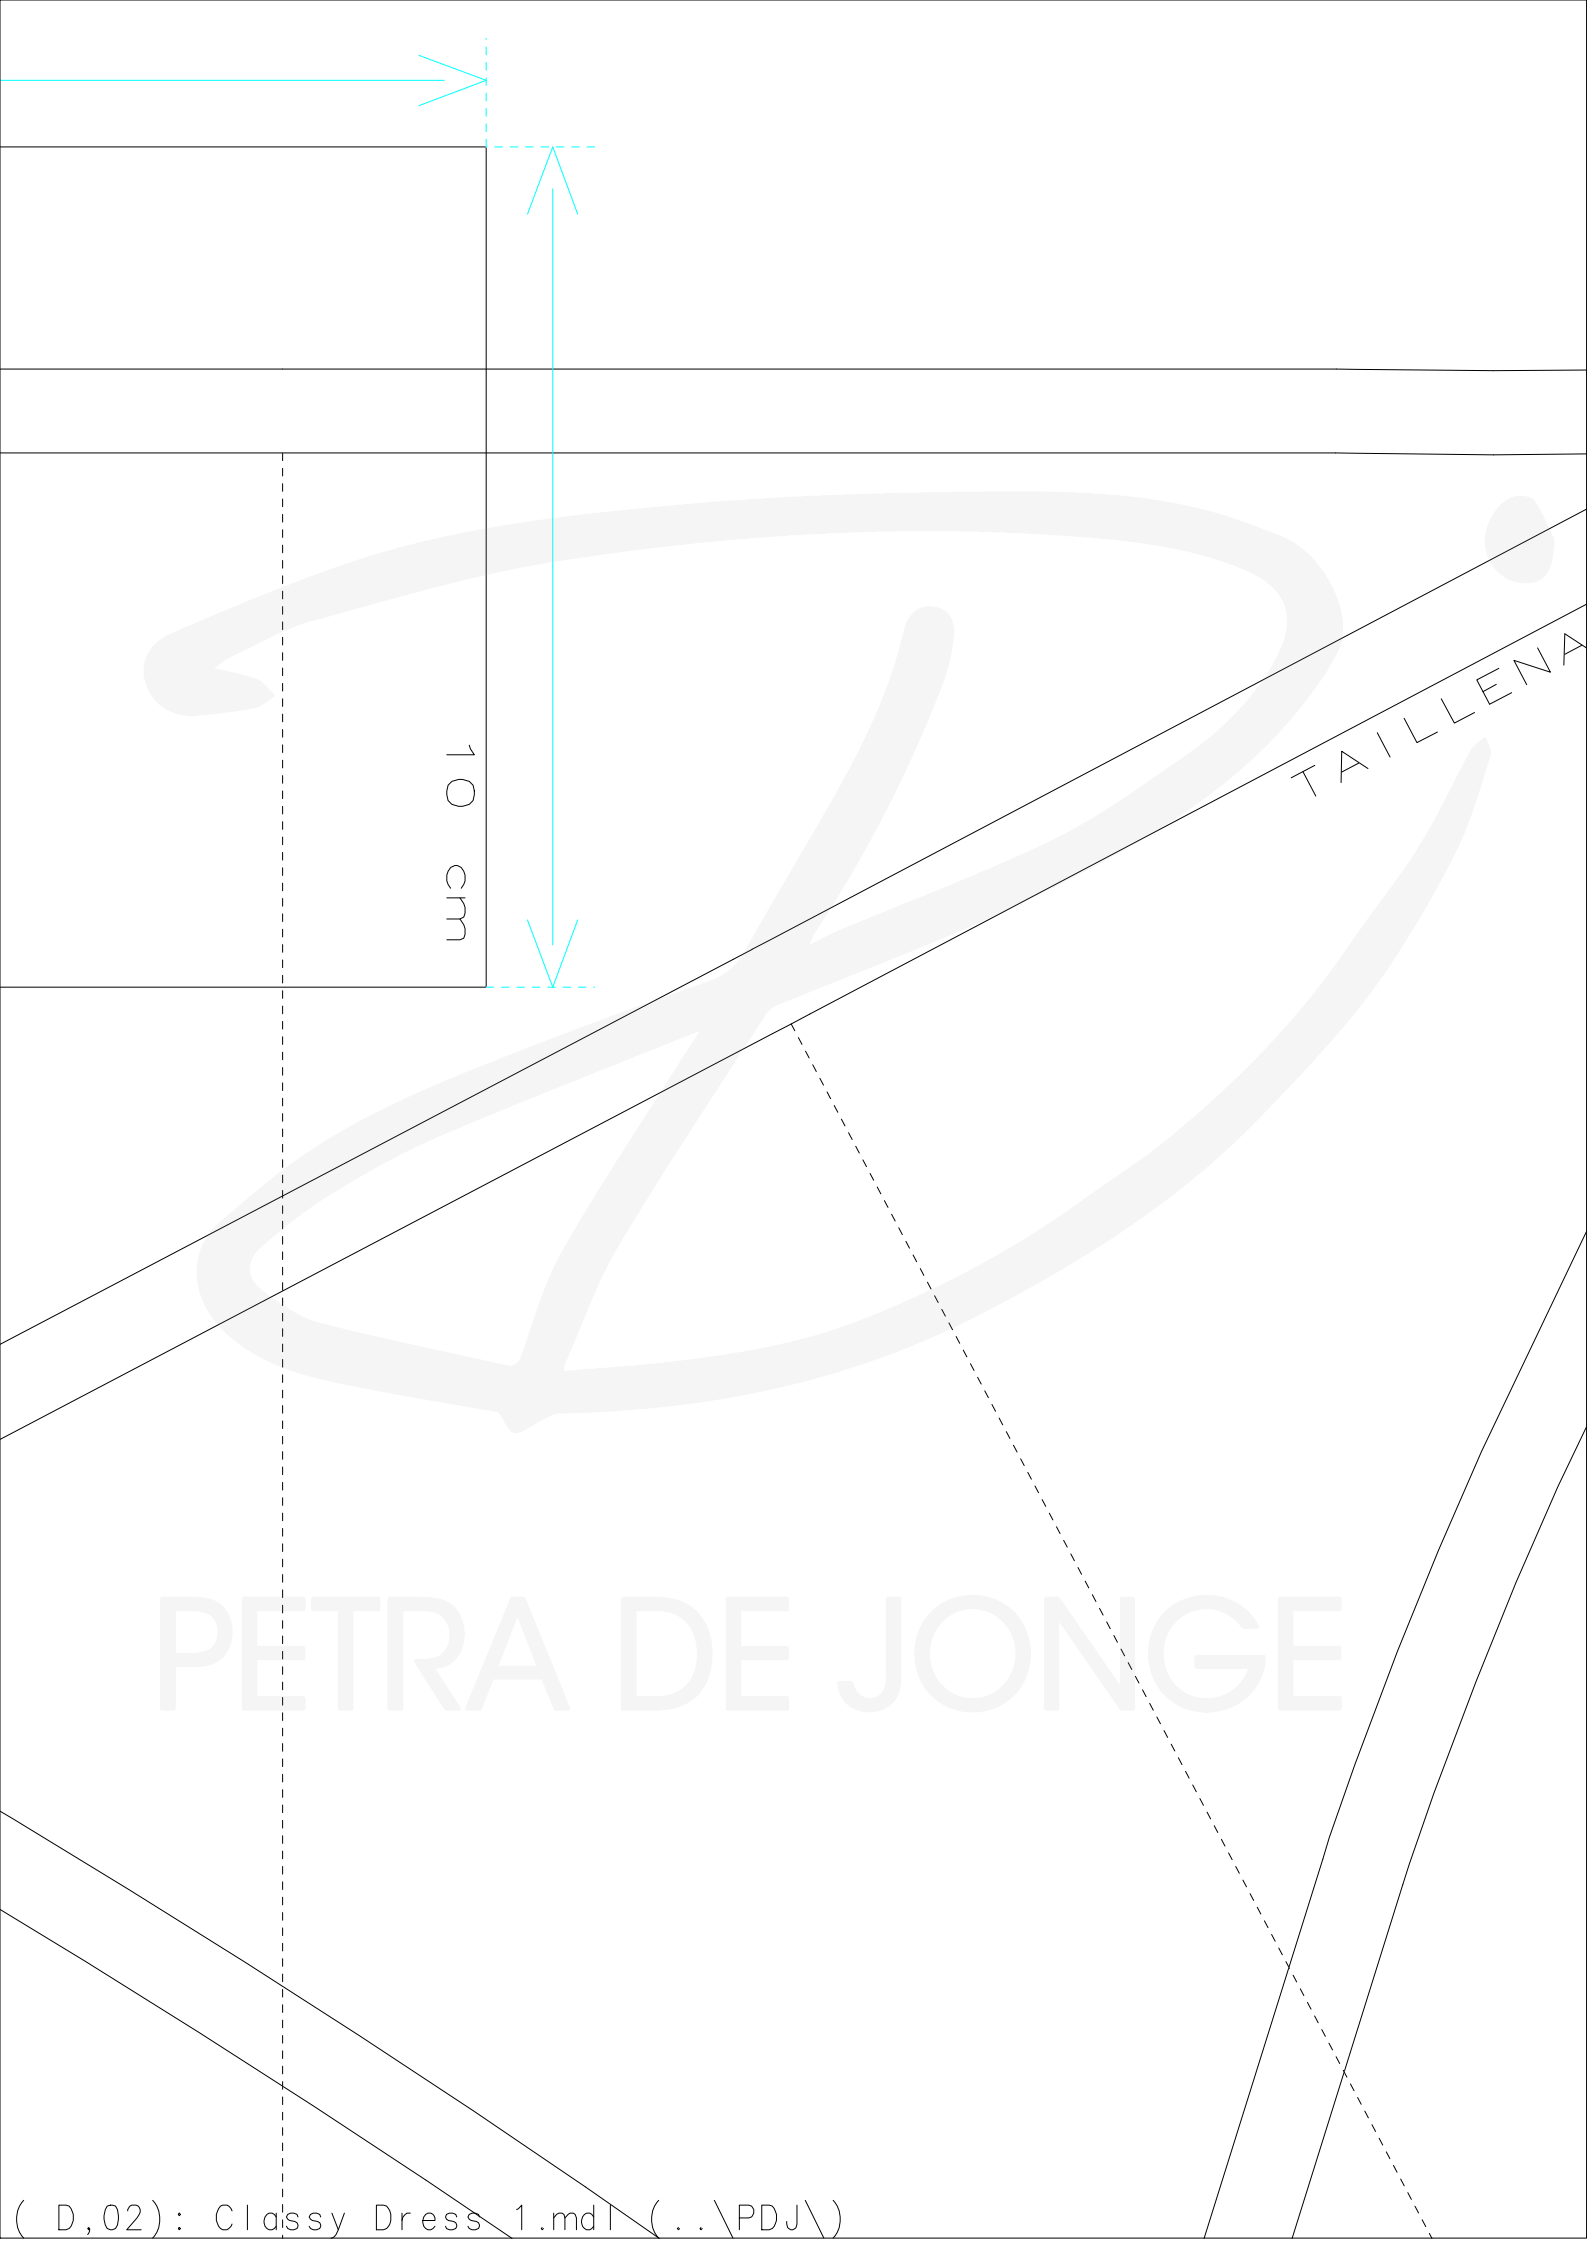 10 cm
TAILLENA
PETRA DE JONGE
( D,02): Classy Dress 1.mdl (..\PDJ\)